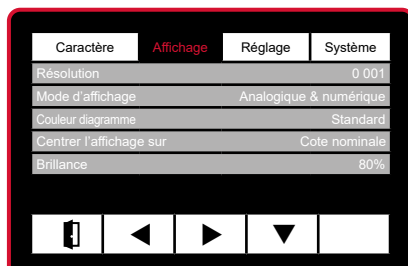 Caractère Affichage Réglage Système
Résolution 0 001
Mode d'affichage Analogique & numérique
Couleur diagramme Standard
Centrer l'affichage sur Cote nominale
Brillance 80%